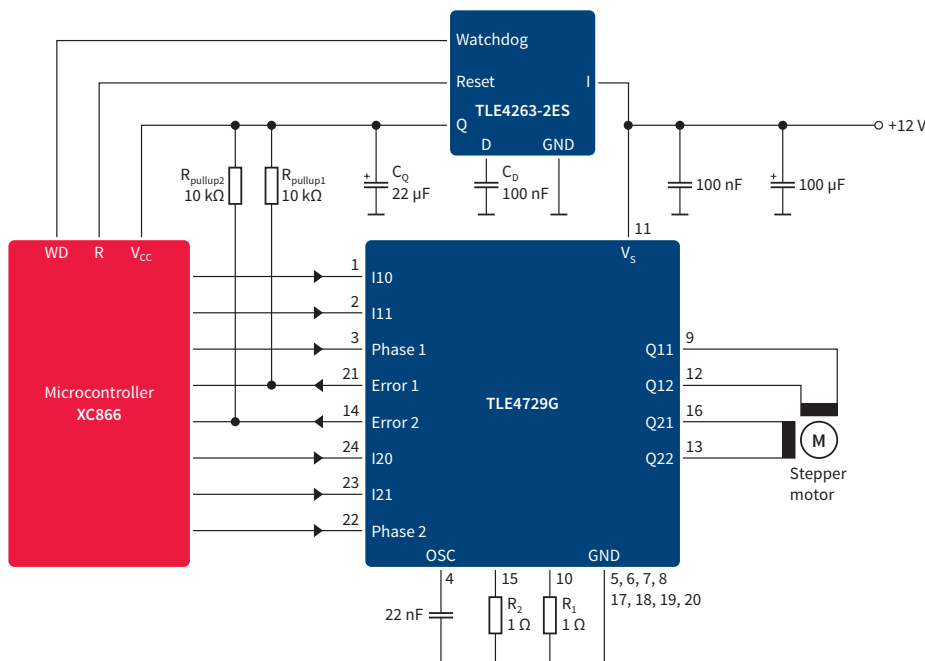 Watchdog
Reset
I
TLE4263-2ES
Q
D
GND
+12 V
R_pullup2
10 kΩ
R_pullup1
10 kΩ
+
C_Q
22 µF
C_D
100 nF
100 nF
+
100 µF
WD
R
V_CC
11
V_S
1
I10
2
I11
3
Phase 1
21
Error 1
14
Error 2
24
I20
23
I21
22
Phase 2
Microcontroller
XC866
TLE4729G
Q11
9
Q12
12
Q21
16
Q22
13
M
Stepper
motor
OSC
GND
4
15
10
5, 6, 7, 8
17, 18, 19, 20
22 nF
R_2
1 Ω
R_1
1 Ω